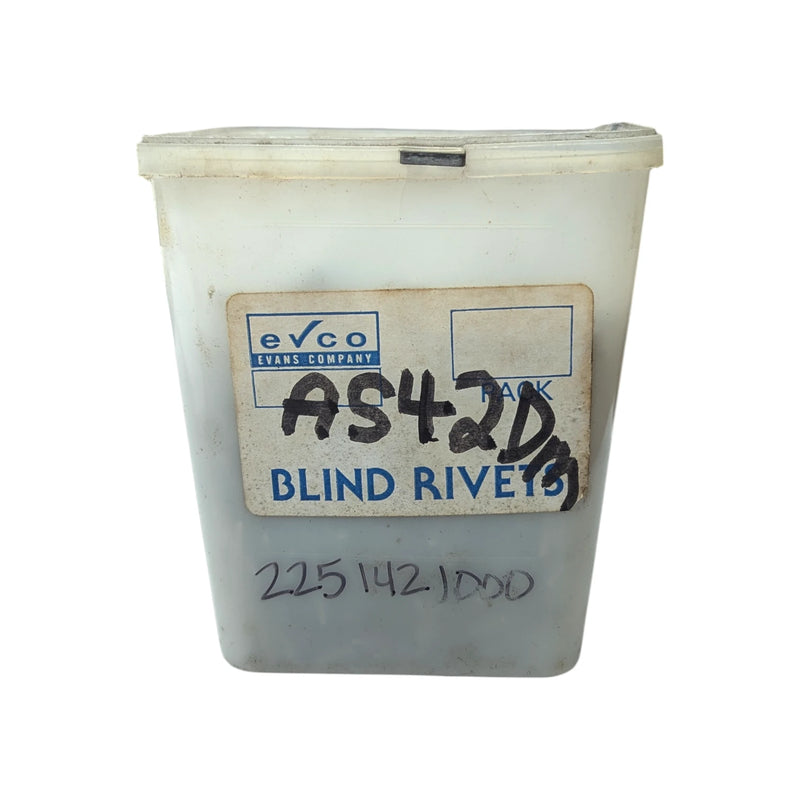 evco
EVANS COMPANY
PACK
AS42Dm
BLIND RIVETS
2251421000